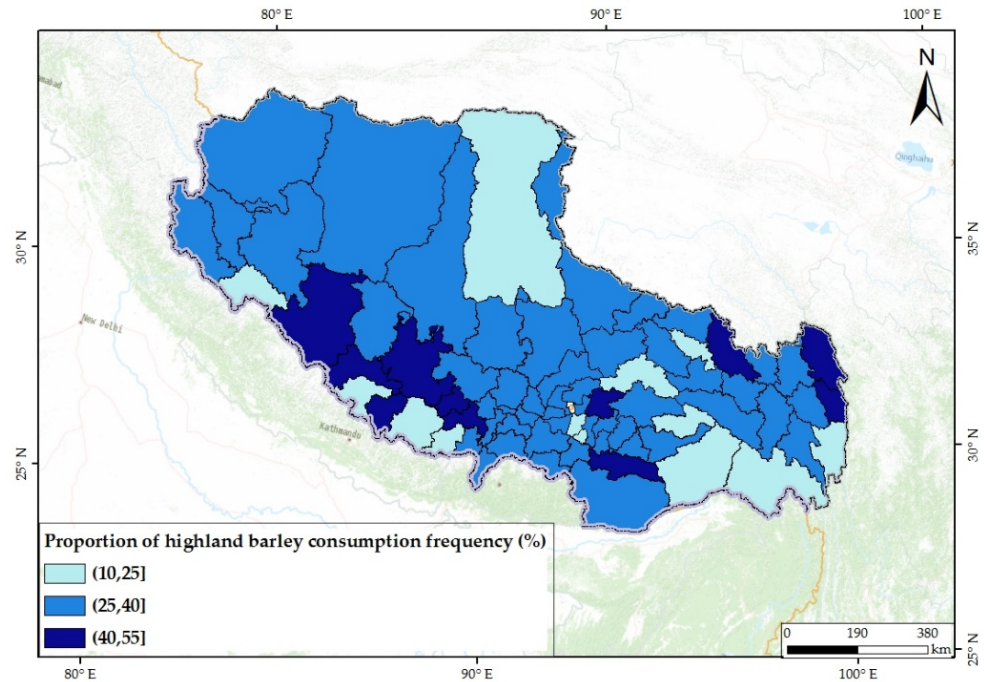 80° E 90° E 100° E
N
Qinghaihu
30° N
35° N
New Delhi
Kathmandu
25° N
30° N
Proportion of highland barley consumption frequency (%)
(10,25]
(25,40]
(40,55]
0 190 380
km
25° N
80° E 90° E 100° E